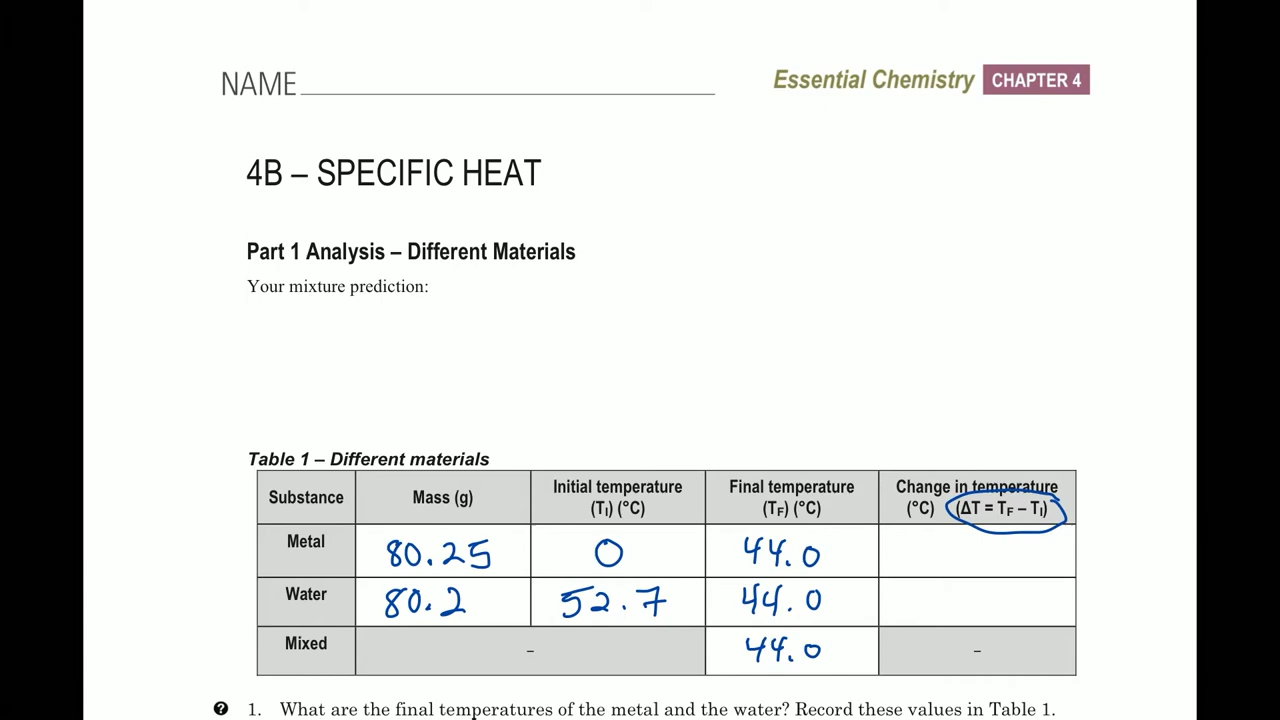 NAME
Essential Chemistry CHAPTER 4
4B – SPECIFIC HEAT
Part 1 Analysis – Different Materials
Your mixture prediction:
Table 1 – Different materials
Substance Mass (g) Initial temperature (Tᵢ) (°C) Final temperature (T_F) (°C) Change in temperature (°C) (ΔT = T_F – Tᵢ)
Metal 80.25 0 44.0
Water 80.2 52.7 44.0
Mixed – 44.0 –
1. What are the final temperatures of the metal and the water? Record these values in Table 1.